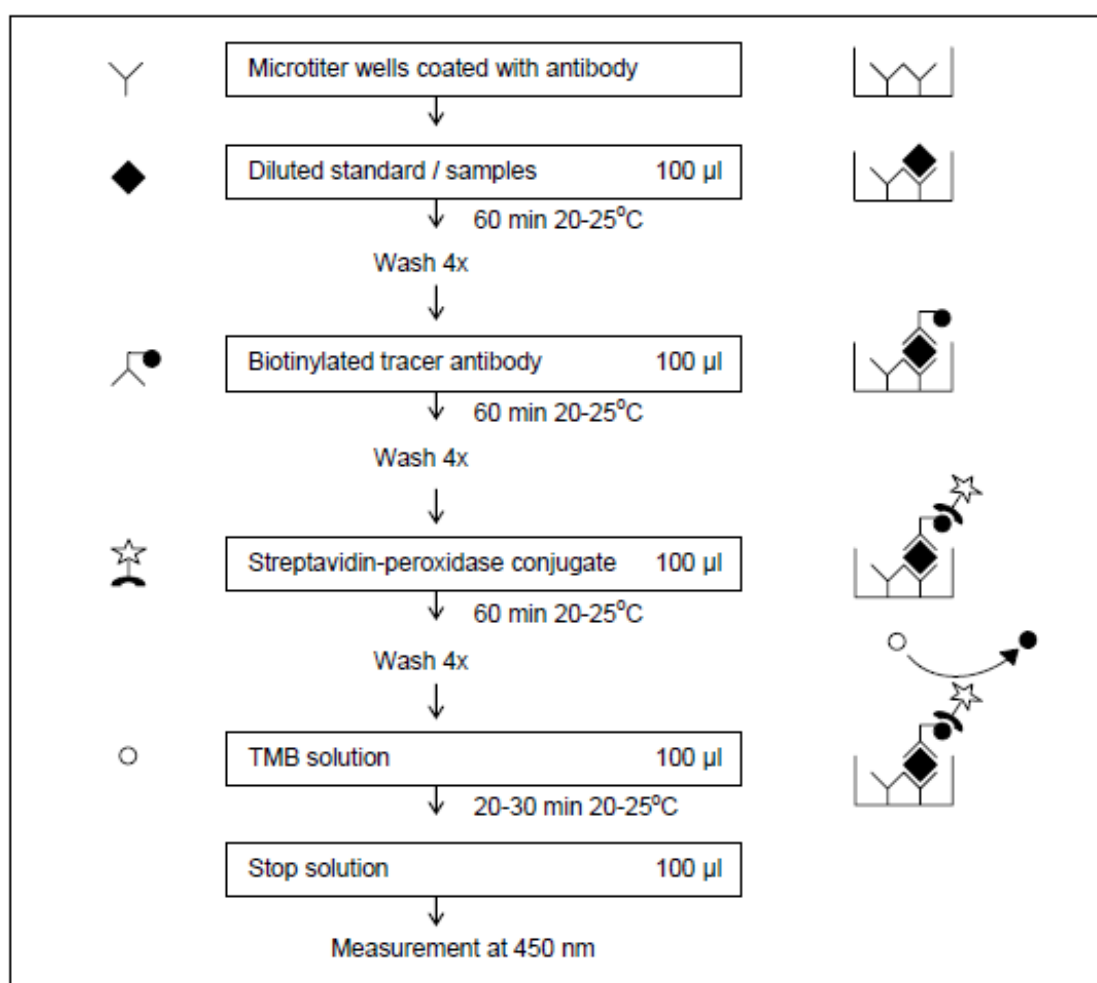 Microtiter wells coated with antibody
Diluted standard / samples 100 µl
60 min 20-25°C
Wash 4x
Biotinylated tracer antibody 100 µl
60 min 20-25°C
Wash 4x
Streptavidin-peroxidase conjugate 100 µl
60 min 20-25°C
Wash 4x
TMB solution 100 µl
20-30 min 20-25°C
Stop solution 100 µl
Measurement at 450 nm